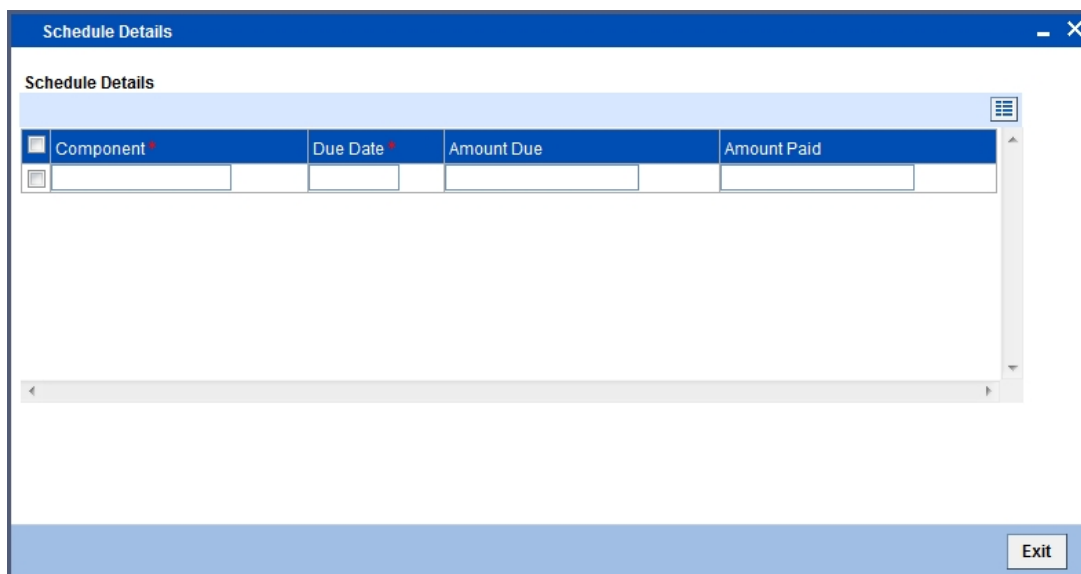 Schedule Details
Schedule Details
Component * Due Date * Amount Due Amount Paid
Exit